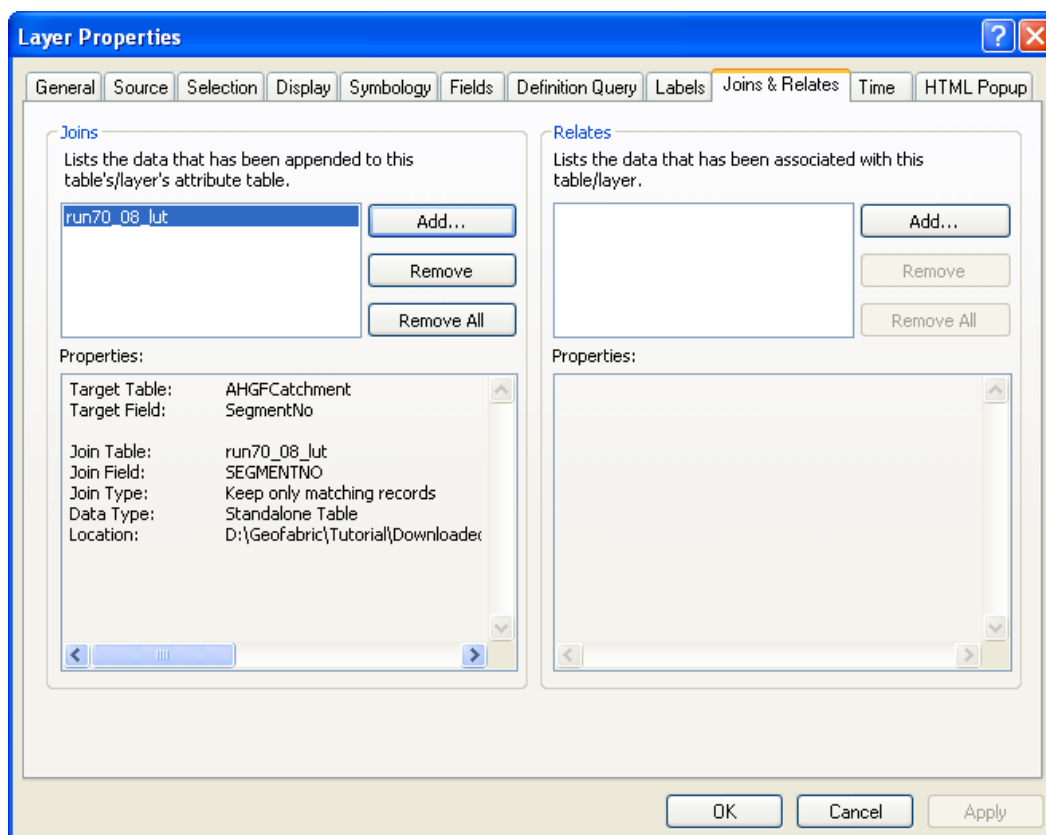 Layer Properties
General Source Selection Display Symbology Fields Definition Query Labels Joins & Relates Time HTML Popup
Joins
Lists the data that has been appended to this
table's/layer's attribute table.
run70_08_lut
Add...
Remove
Remove All
Properties:
Target Table: AHGFCatchment
Target Field: SegmentNo
Join Table: run70_08_lut
Join Field: SEGMENTNO
Join Type: Keep only matching records
Data Type: Standalone Table
Location: D:\Geofabric\Tutorial\Downloaded
Relates
Lists the data that has been associated with this
table/layer.
Add...
Remove
Remove All
Properties:
OK Cancel Apply